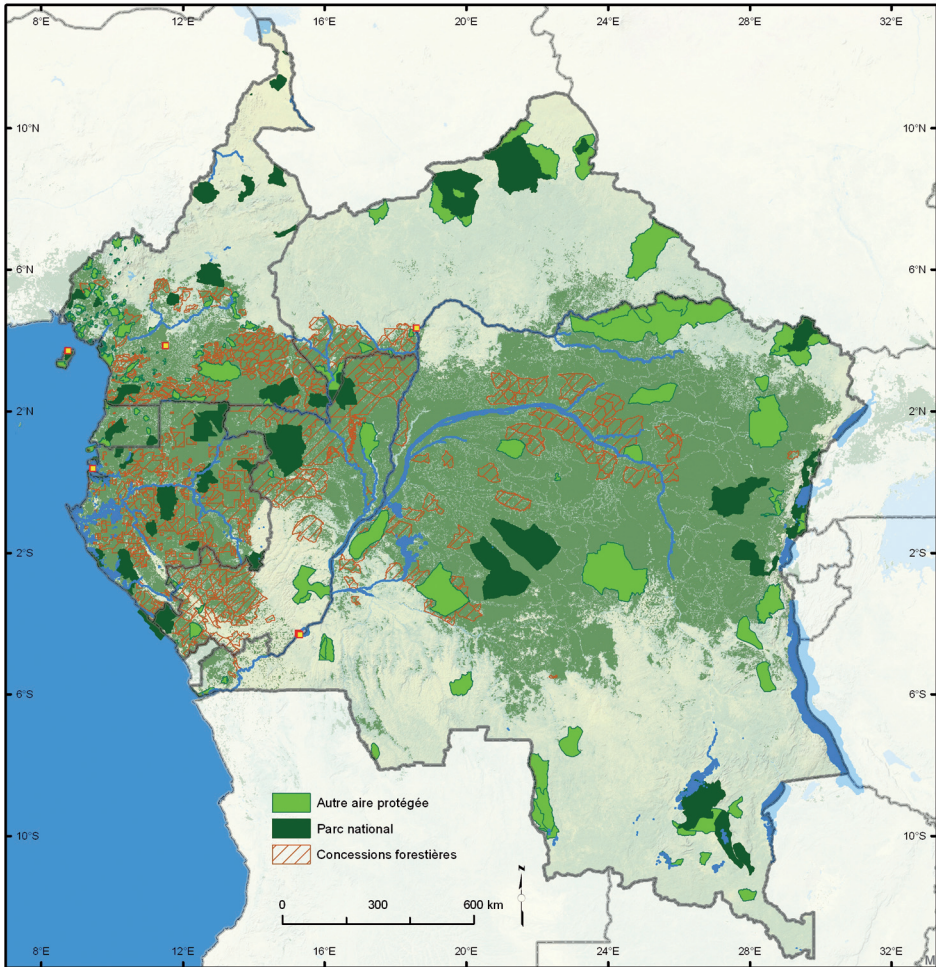 8°E 12°E 16°E 20°E 24°E 28°E 32°E
10°N 10°N
6°N 6°N
2°N 2°N
2°S 2°S
6°S 6°S
Autre aire protégée
Parc national
10°S 10°S
Concessions forestières
N
0 300 600 km
8°E 12°E 16°E 20°E 24°E 28°E 32°E
M